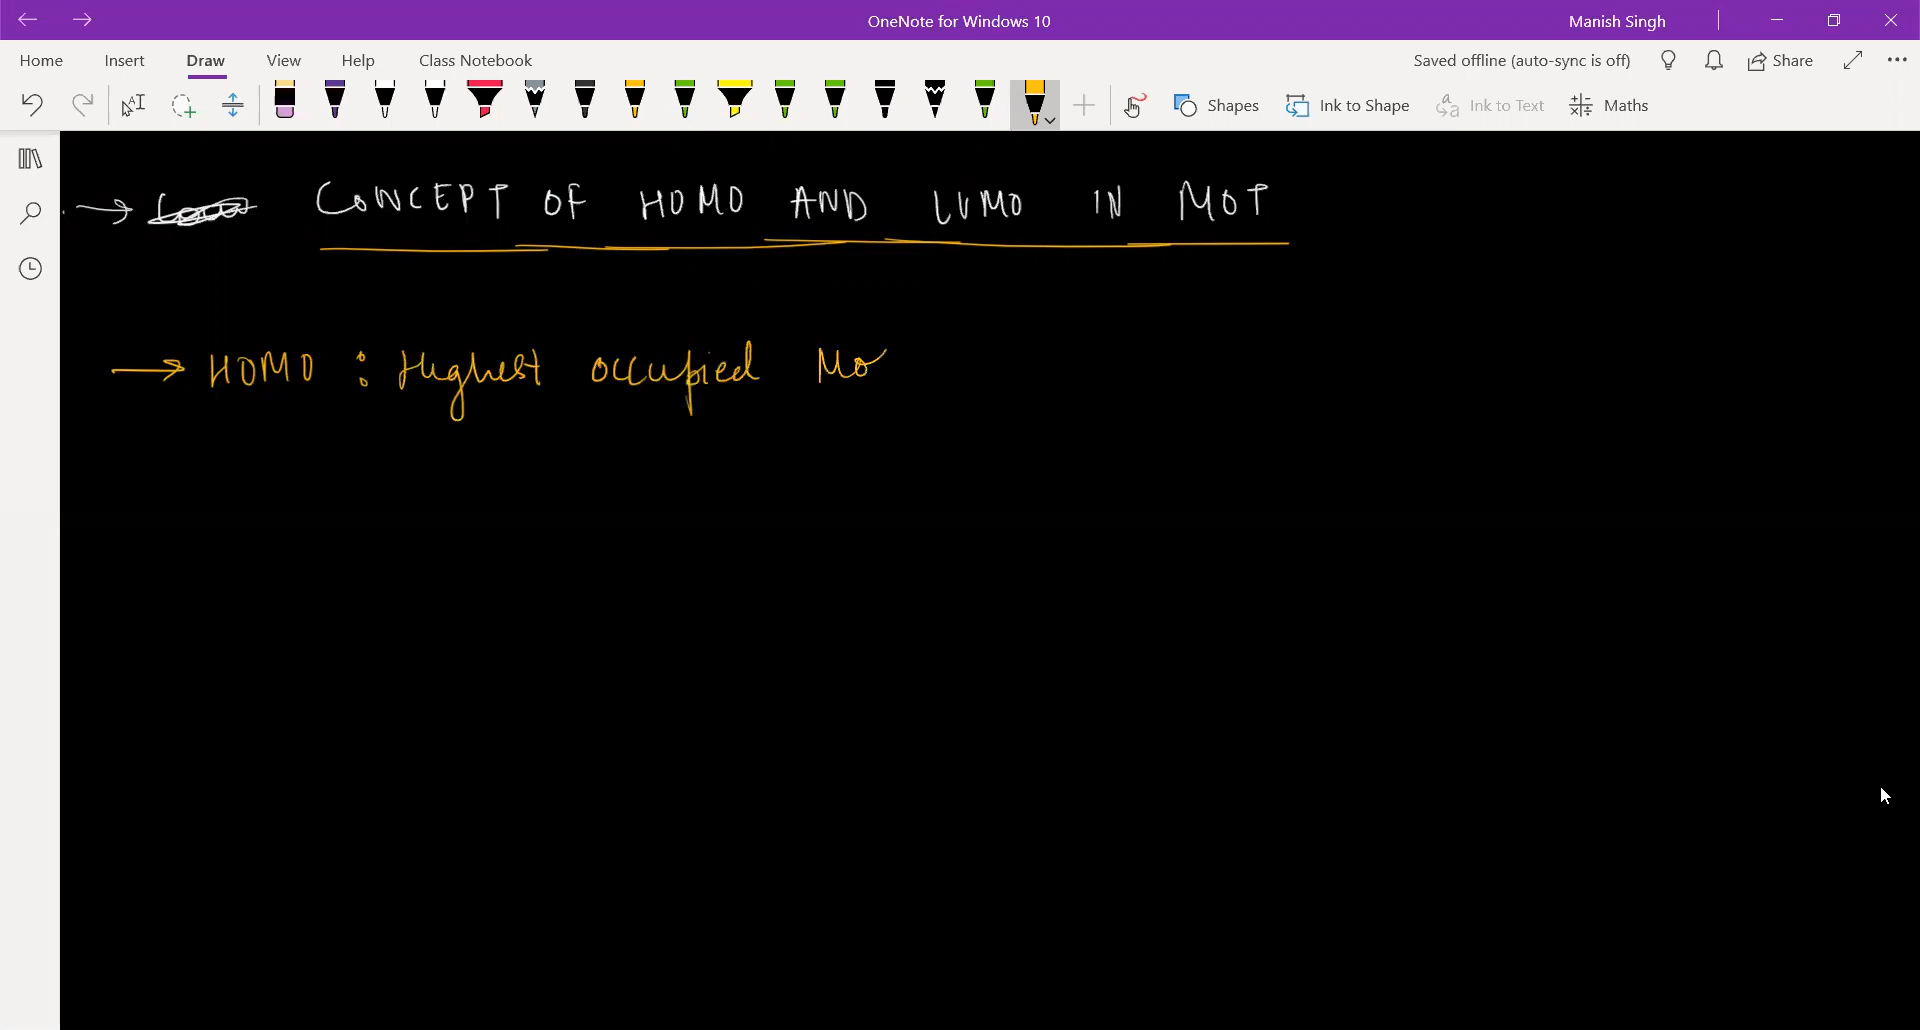 OneNote for Windows 10 Manish Singh
Home Insert Draw View Help Class Notebook Saved offline (auto-sync is off) Share
Shapes Ink to Shape Ink to Text Maths
→ CONCEPT OF HOMO AND LUMO IN MOT
→ HOMO : Highest occupied Mo